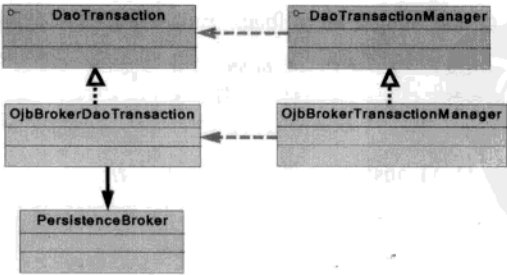 DaoTransaction
DaoTransactionManager
OjbBrokerDaoTransaction
OjbBrokerTransactionManager
PersistenceBroker